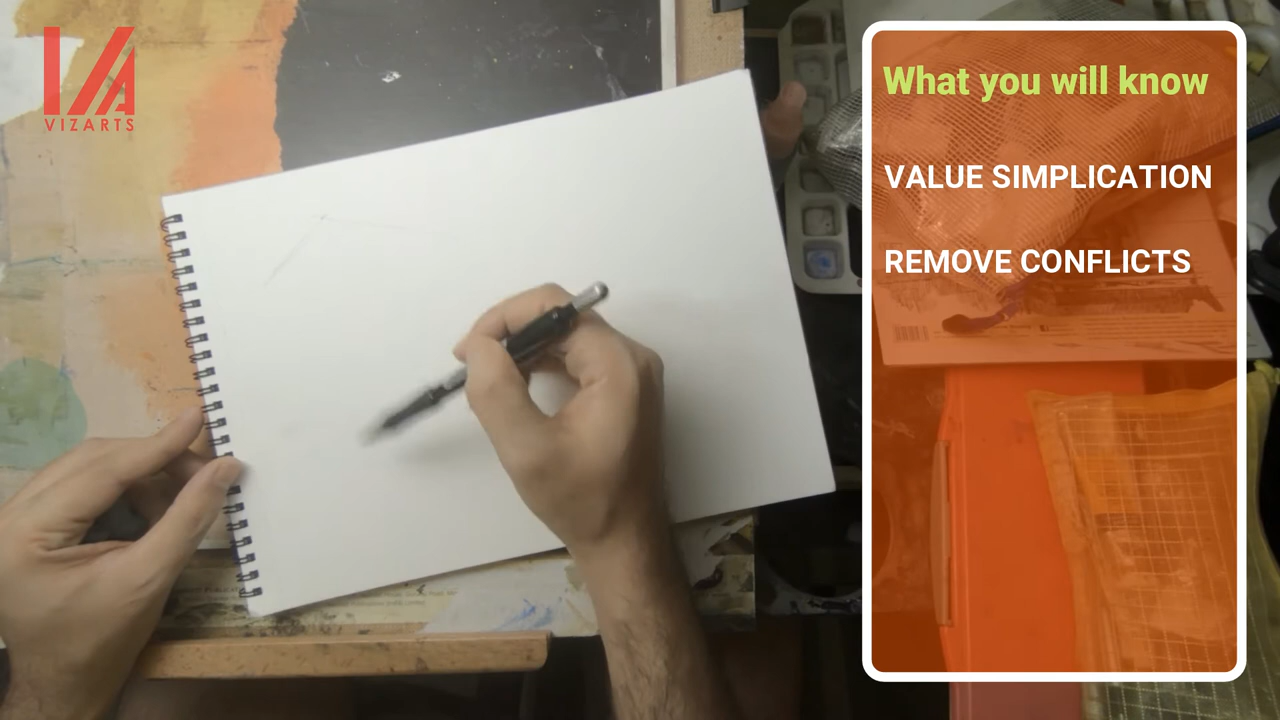 VIZARTS
What you will know
VALUE SIMPLICATION
REMOVE CONFLICTS